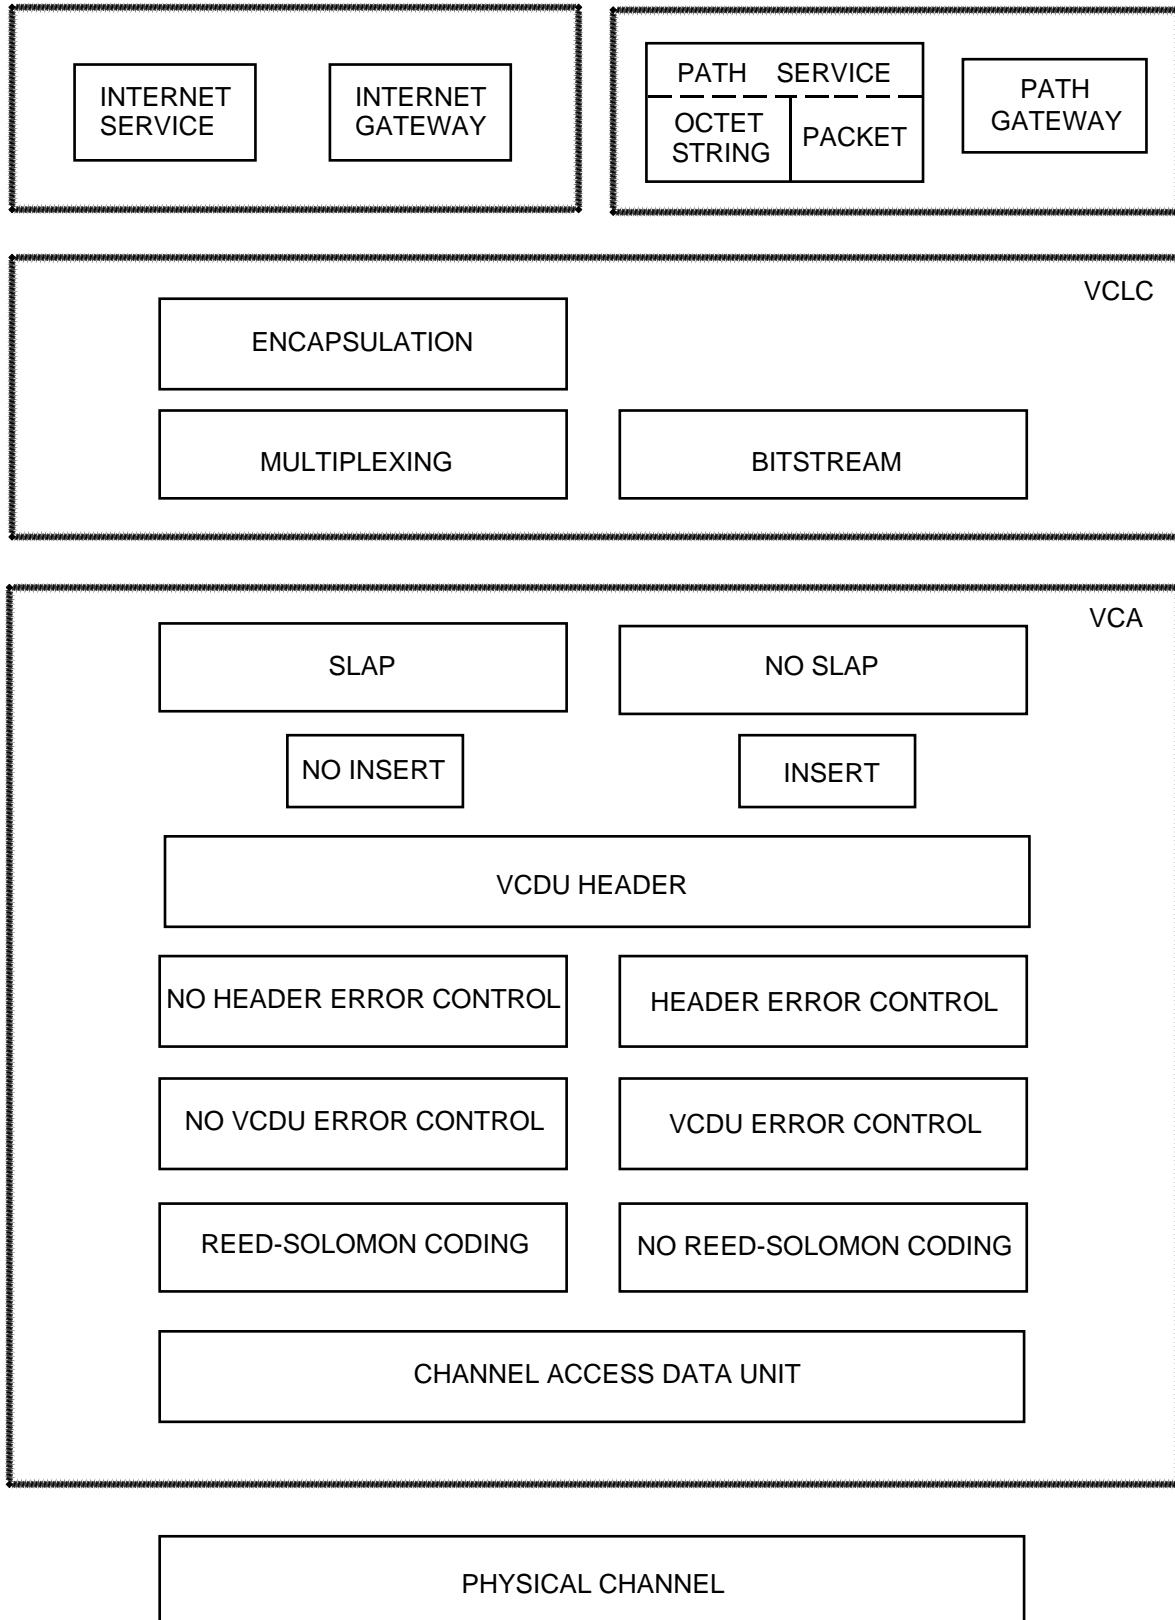 INTERNET
SERVICE
INTERNET
GATEWAY
PATH SERVICE
OCTET
STRING
PACKET
PATH
GATEWAY
VCLC
ENCAPSULATION
MULTIPLEXING
BITSTREAM
VCA
SLAP
NO SLAP
NO INSERT
INSERT
VCDU HEADER
NO HEADER ERROR CONTROL
HEADER ERROR CONTROL
NO VCDU ERROR CONTROL
VCDU ERROR CONTROL
REED-SOLOMON CODING
NO REED-SOLOMON CODING
CHANNEL ACCESS DATA UNIT
PHYSICAL CHANNEL